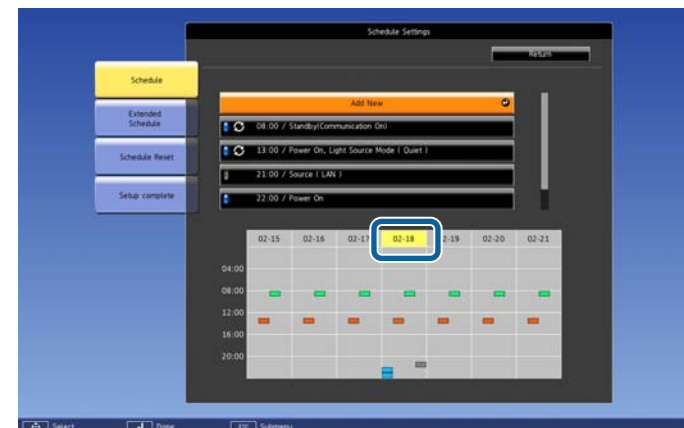 Schedule Settings
Return
Schedule
Extended
Schedule
Schedule Reset
Setup complete
Add New
08:00 / Standby(Communication On)
13:00 / Power On, Light Source Mode ( Quiet )
21:00 / Source ( LAN )
22:00 / Power On
02-15 02-16 02-17 02-18 02-19 02-20 02-21
04:00
08:00
12:00
16:00
20:00
Select Done ESC Submenu